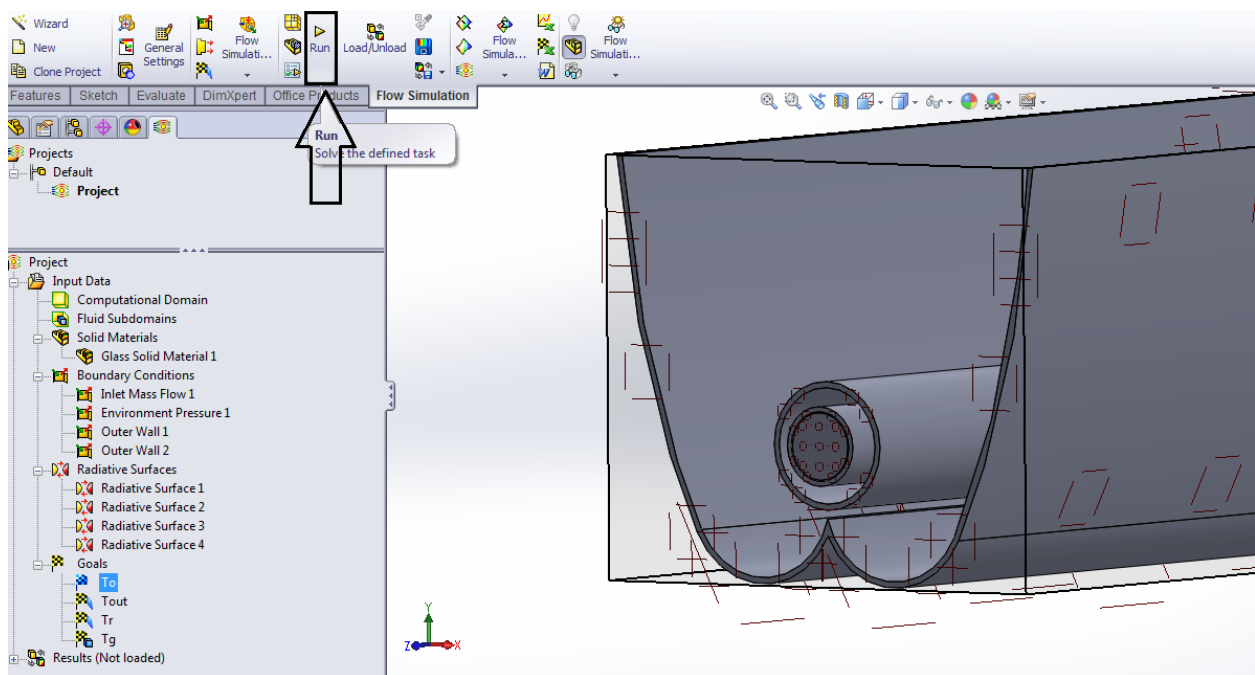 Wizard
New
Clone Project
General
Settings
Flow
Simulati...
Run
Load/Unload
Flow
Simula...
Flow
Simulati...
Features
Sketch
Evaluate
DimXpert
Office Products
Flow Simulation
Run
Solve the defined task
Projects
Default
Project
Project
Input Data
Computational Domain
Fluid Subdomains
Solid Materials
Glass Solid Material 1
Boundary Conditions
Inlet Mass Flow 1
Environment Pressure 1
Outer Wall 1
Outer Wall 2
Radiative Surfaces
Radiative Surface 1
Radiative Surface 2
Radiative Surface 3
Radiative Surface 4
Goals
To
Tout
Tr
Tg
Results (Not loaded)
Y
Z
X